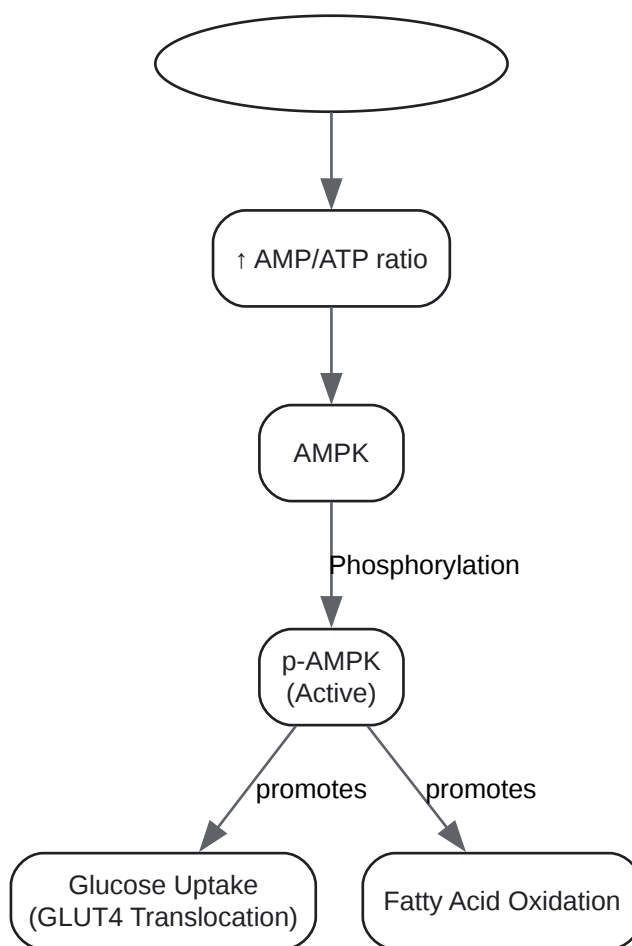 ↑ AMP/ATP ratio
AMPK
Phosphorylation
p-AMPK
(Active)
promotes
promotes
Glucose Uptake
(GLUT4 Translocation)
Fatty Acid Oxidation